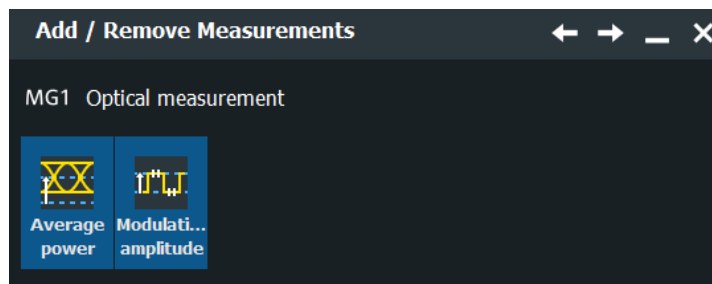 Add / Remove Measurements
MG1 Optical measurement
Average power
Modulati... amplitude